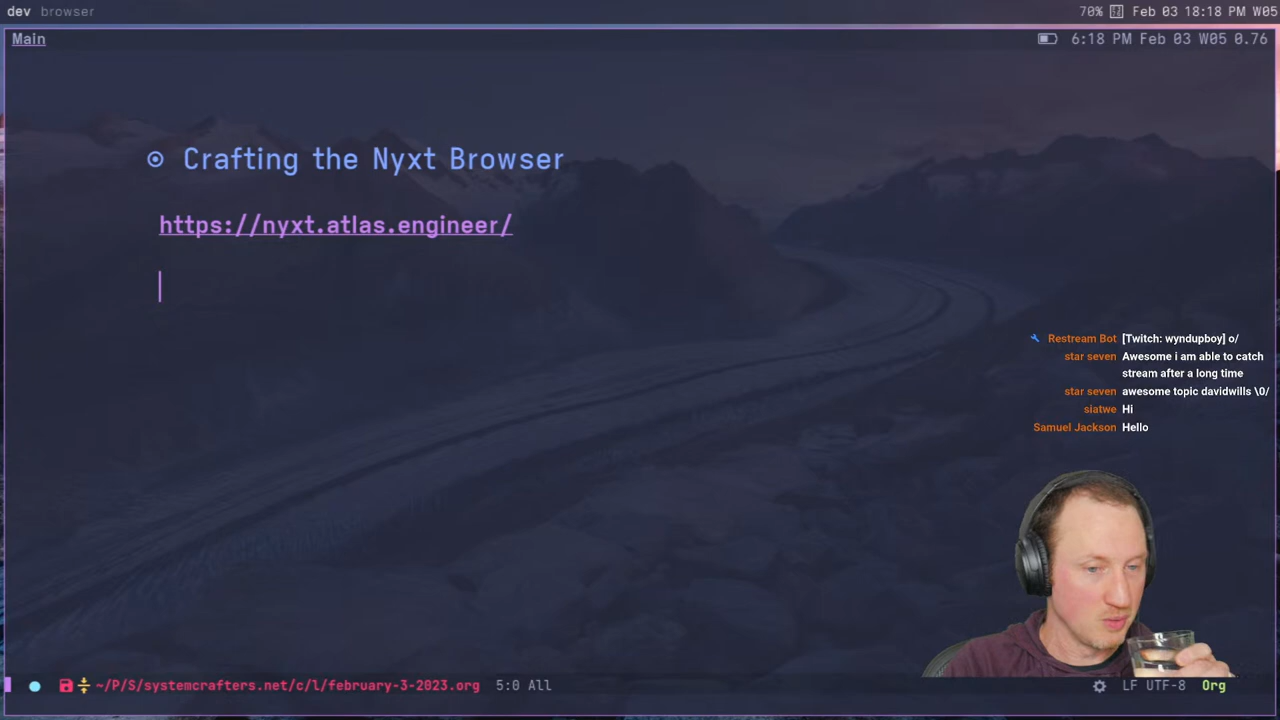 dev browser
70% Feb 03 18:18 PM W05
Main
6:18 PM Feb 03 W05 0.76
Crafting the Nyxt Browser
https://nyxt.atlas.engineer/
Restream Bot [Twitch: wyndupboy] o/
star seven Awesome i am able to catch
stream after a long time
star seven awesome topic davidwills \0/
siatwe Hi
Samuel Jackson Hello
~/P/S/systemcrafters.net/c/l/february-3-2023.org 5:0 All
LF UTF-8 Org